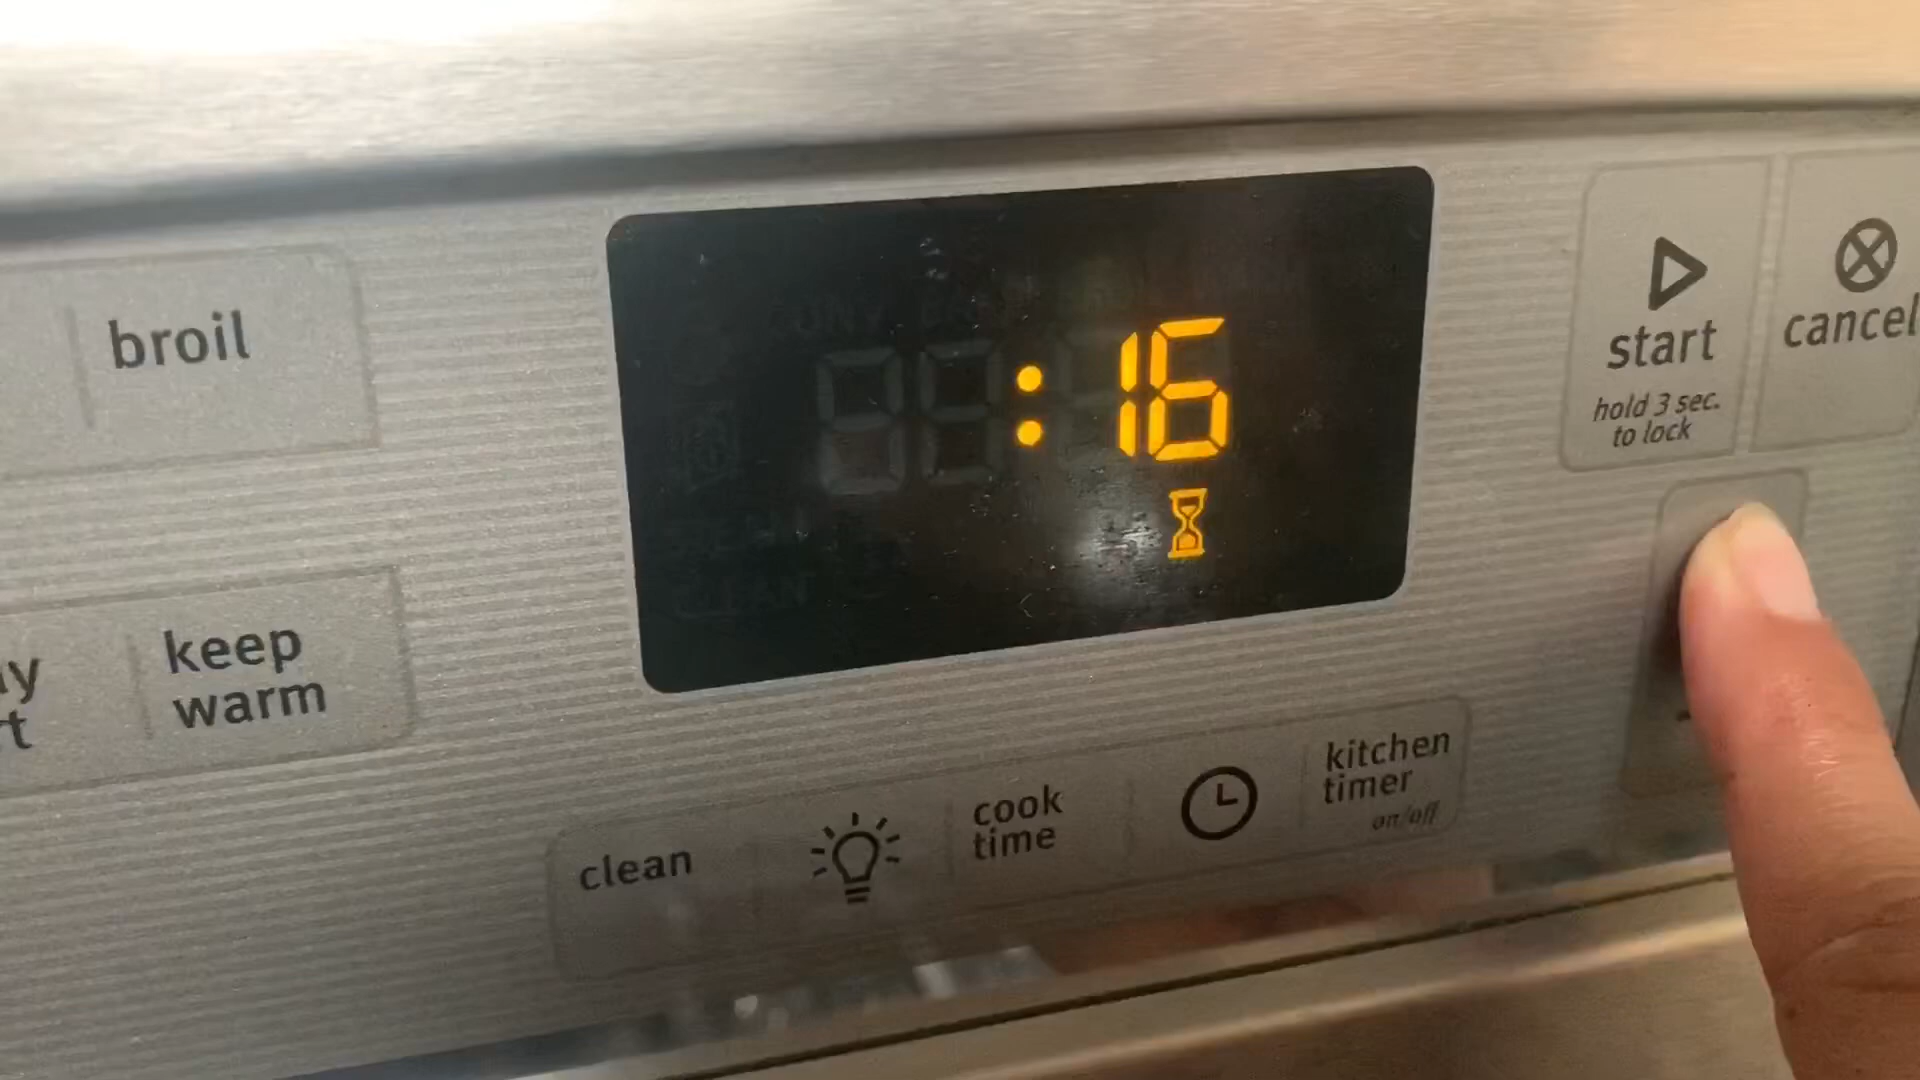 broil
:16
start
hold 3 sec.
to lock
cancel
keep
warm
clean
cook
time
kitchen
timer
on/off